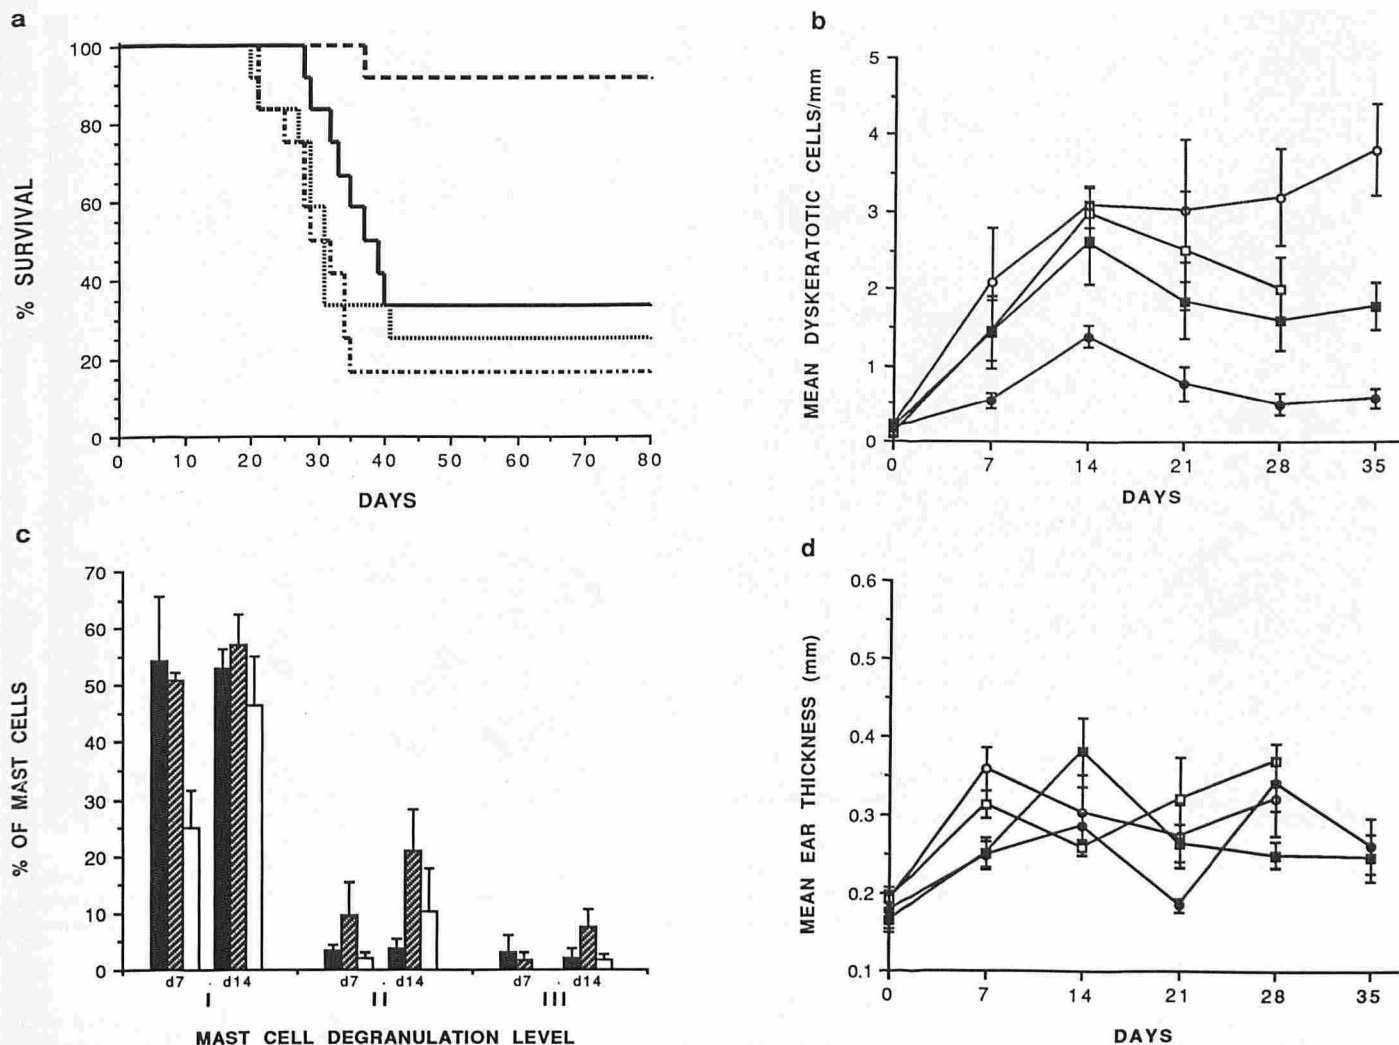 a
100
80
60
40
20
0
% SURVIVAL
0 10 20 30 40 50 60 70 80
DAYS
b
5
4
3
2
1
0
MEAN DYSKERATOTIC CELLS/mm
0 7 14 21 28 35
DAYS
c
70
60
50
40
30
20
10
0
% OF MAST CELLS
d7 d14 d7 d14 d7 d14
I II III
MAST CELL DEGRANULATION LEVEL
d
0.6
0.5
0.4
0.3
0.2
0.1
MEAN EAR THICKNESS (mm)
0 7 14 21 28 35
DAYS